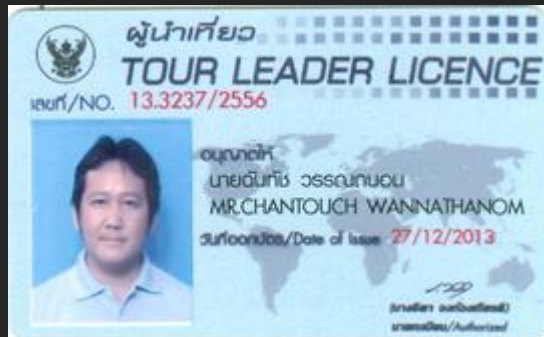 ผู้นำเที่ยว
TOUR LEADER LICENCE
เลขที่/NO. 13.3237/2556
อนุญาตให้
นายฉันทัช วรรณถนอม
MR.CHANTOUCH WANNATHANOM
วันที่ออกบัตร/Date of Issue 27/12/2013
นายทะเบียน/Authorized